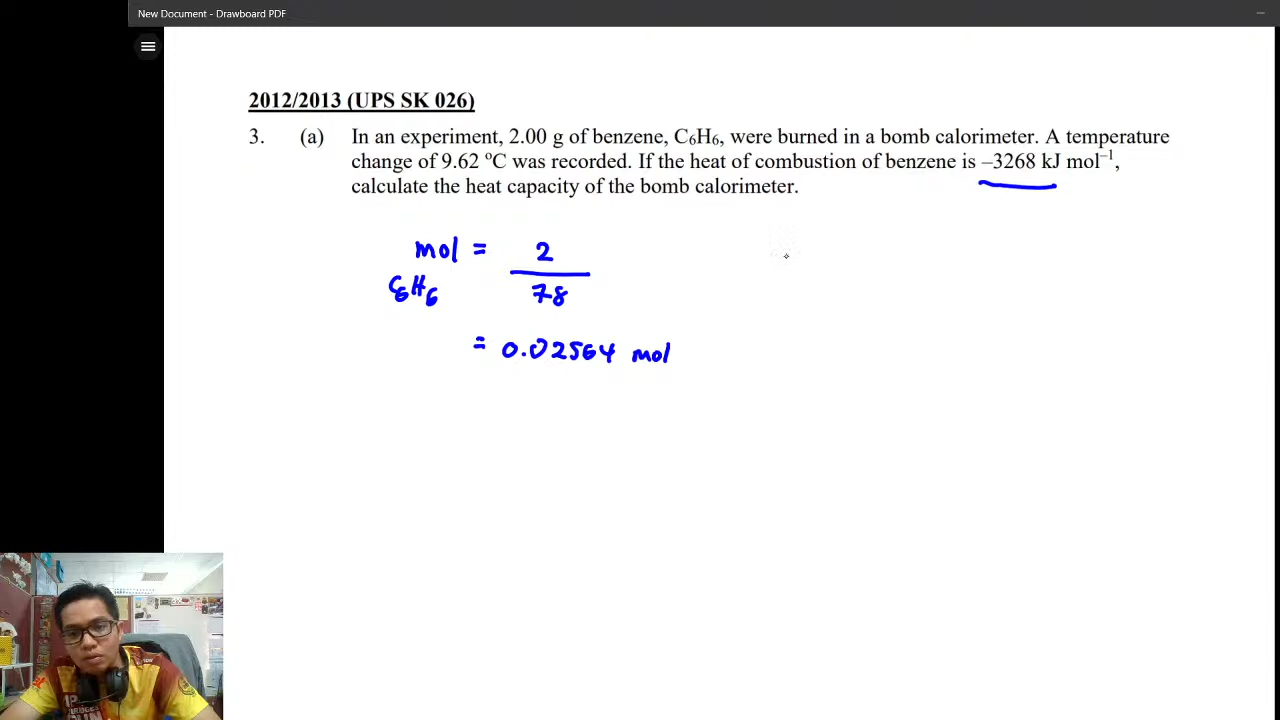 New Document - Drawboard PDF
2012/2013 (UPS SK 026)
3. (a) In an experiment, 2.00 g of benzene, C₆H₆, were burned in a bomb calorimeter. A temperature
change of 9.62 °C was recorded. If the heat of combustion of benzene is –3268 kJ mol⁻¹,
calculate the heat capacity of the bomb calorimeter.
mol = 2
C₆H₆ 78
= 0.02564 mol